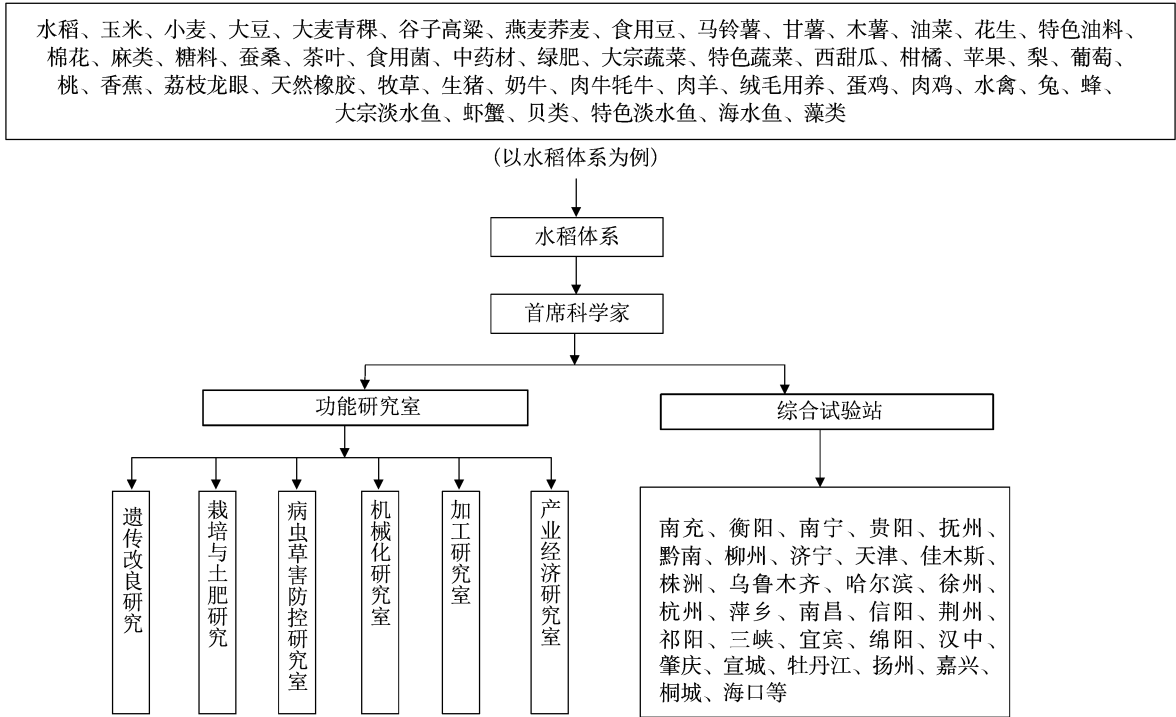 水稻、玉米、小麦、大豆、大麦青稞、谷子高粱、燕麦荞麦、食用豆、马铃薯、甘薯、木薯、油菜、花生、特色油料、
棉花、麻类、糖料、蚕桑、茶叶、食用菌、中药材、绿肥、大宗蔬菜、特色蔬菜、西甜瓜、柑橘、苹果、梨、葡萄、
桃、香蕉、荔枝龙眼、天然橡胶、牧草、生猪、奶牛、肉牛牦牛、肉羊、绒毛用养、蛋鸡、肉鸡、水禽、兔、蜂、
大宗淡水鱼、虾蟹、贝类、特色淡水鱼、海水鱼、藻类
(以水稻体系为例)
水稻体系
首席科学家
功能研究室
综合试验站
遗传改良研究
栽培与土肥研究
病虫草害防控研究室
机械化研究室
加工研究室
产业经济研究室
南充、衡阳、南宁、贵阳、抚州、
黔南、柳州、济宁、天津、佳木斯、
株洲、乌鲁木齐、哈尔滨、徐州、
杭州、萍乡、南昌、信阳、荆州、
祁阳、三峡、宜宾、绵阳、汉中、
肇庆、宣城、牡丹江、扬州、嘉兴、
桐城、海口等